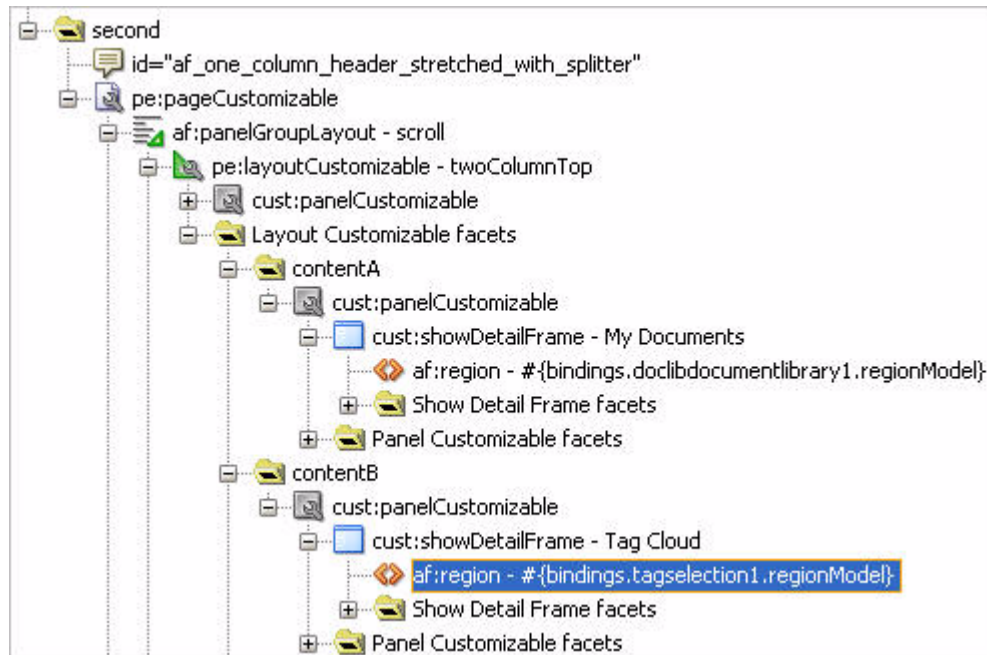 second
id="af_one_column_header_stretched_with_splitter"
pe:pageCustomizable
af:panelGroupLayout - scroll
pe:layoutCustomizable - twoColumnTop
cust:panelCustomizable
Layout Customizable facets
contentA
cust:panelCustomizable
cust:showDetailFrame - My Documents
af:region - #{bindings.doclibdocumentlibrary1.regionModel}
Show Detail Frame facets
Panel Customizable facets
contentB
cust:panelCustomizable
cust:showDetailFrame - Tag Cloud
af:region - #{bindings.tagselection1.regionModel}
Show Detail Frame facets
Panel Customizable facets